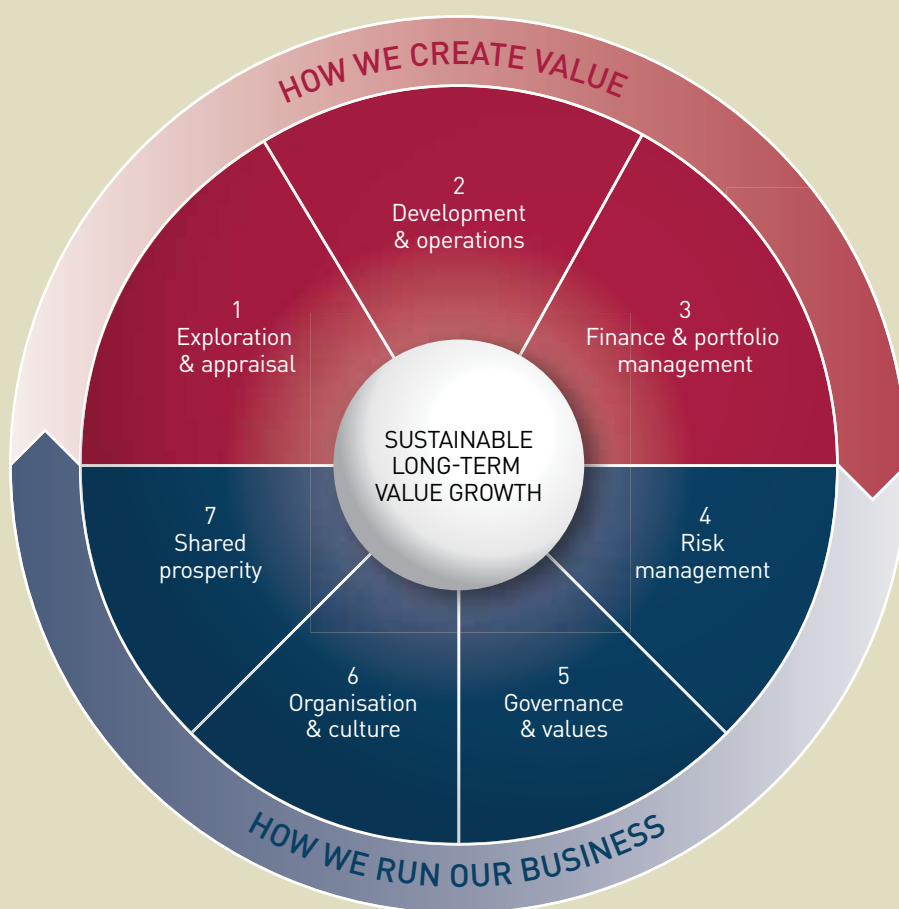 HOW WE CREATE VALUE
1
Exploration
& appraisal
2
Development
& operations
3
Finance & portfolio
management
SUSTAINABLE
LONG-TERM
VALUE GROWTH
4
Risk
management
5
Governance
& values
6
Organisation
& culture
7
Shared
prosperity
HOW WE RUN OUR BUSINESS